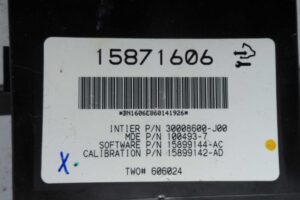 15871606
*BN1606E060141926*
INTIER P/N 30008600-J00
MDE P/N 100493-7
SOFTWARE P/N 15899144-AC
CALIBRATION P/N 15899142-AD
X
TWO# 606024